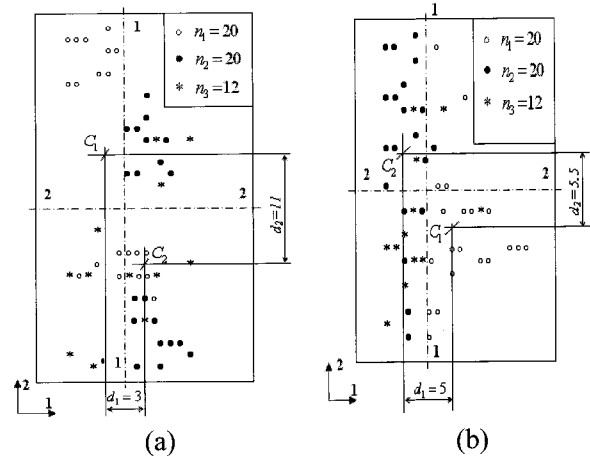 1
○ n₁ = 20
● n₂ = 20
* n₃ = 12
C₁
2
2
d₂=11
C₂
1
d₁=3
2
1
(a)
1
○ n₁ = 20
● n₂ = 20
* n₃ = 12
C₂
2
2
d₂=5.5
C₁
1
d₁=5
2
1
(b)